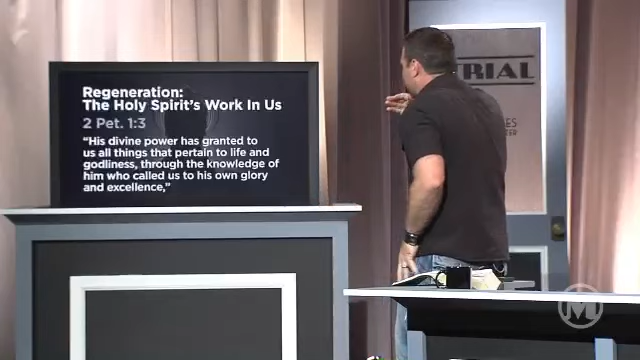 Regeneration:
The Holy Spirit's Work In Us
2 Pet. 1:3
"His divine power has granted to
us all things that pertain to life and
godliness, through the knowledge of
him who called us to his own glory
and excellence,"
TRIAL
M